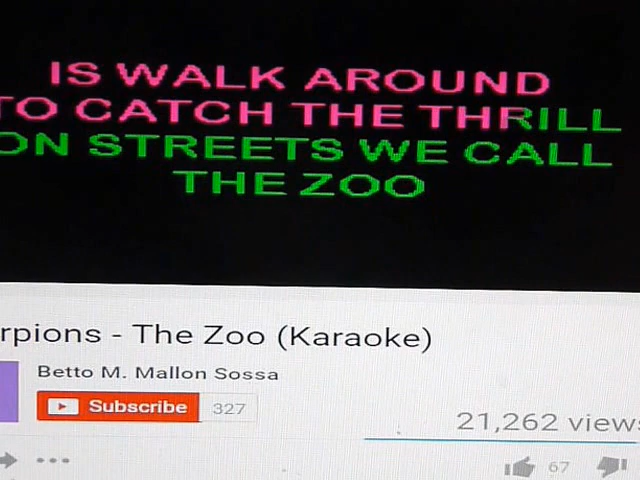 IS WALK AROUND
TO CATCH THE THRILL
ON STREETS WE CALL
THE ZOO
rpions - The Zoo (Karaoke)
Betto M. Mallon Sossa
Subscribe 327
21,262 views
67